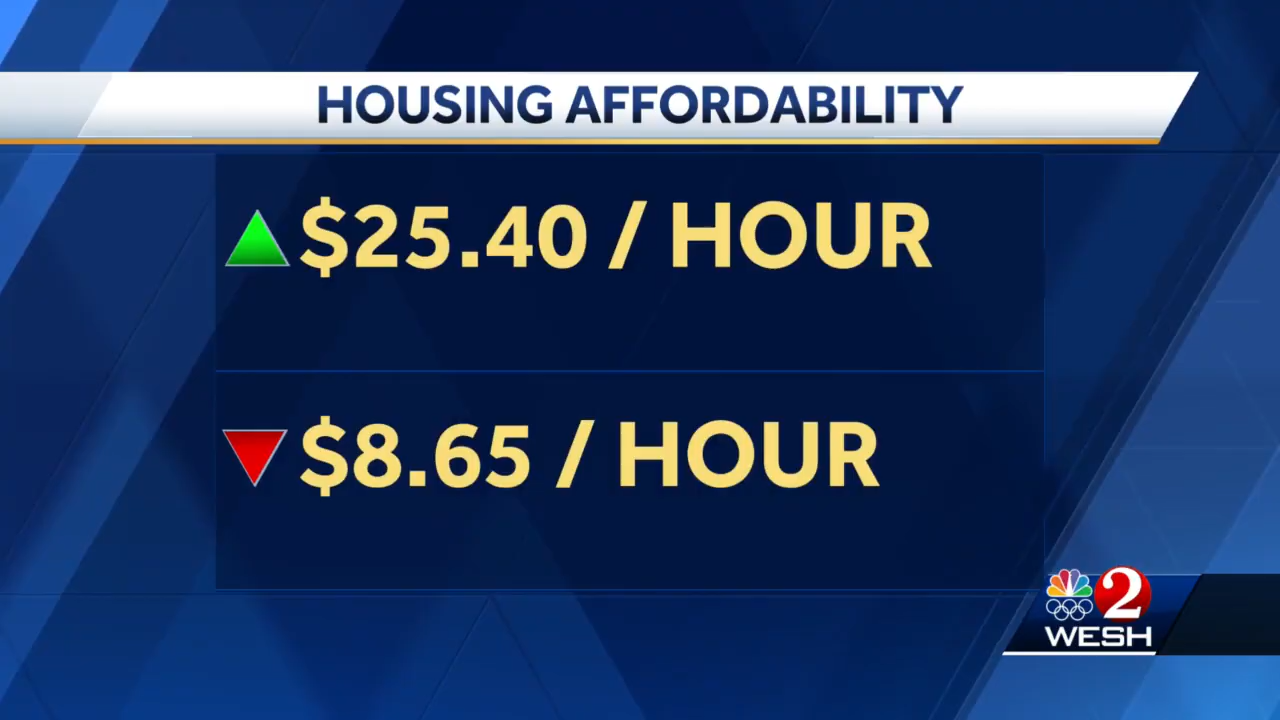 HOUSING AFFORDABILITY
$25.40 / HOUR
$8.65 / HOUR
2
WESH